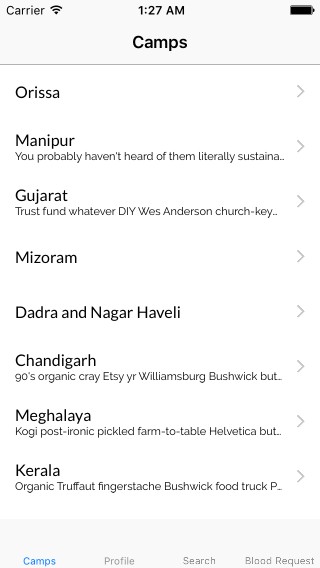 Carrier 1:27 AM
Camps
Orissa
Manipur
You probably haven't heard of them literally sustaina...
Gujarat
Trust fund whatever DIY Wes Anderson church-key...
Mizoram
Dadra and Nagar Haveli
Chandigarh
90's organic cray Etsy yr Williamsburg Bushwick but...
Meghalaya
Kogi post-ironic pickled farm-to-table Helvetica but...
Kerala
Organic Truffaut fingerstache Bushwick food truck P...
Camps Profile Search Blood Request